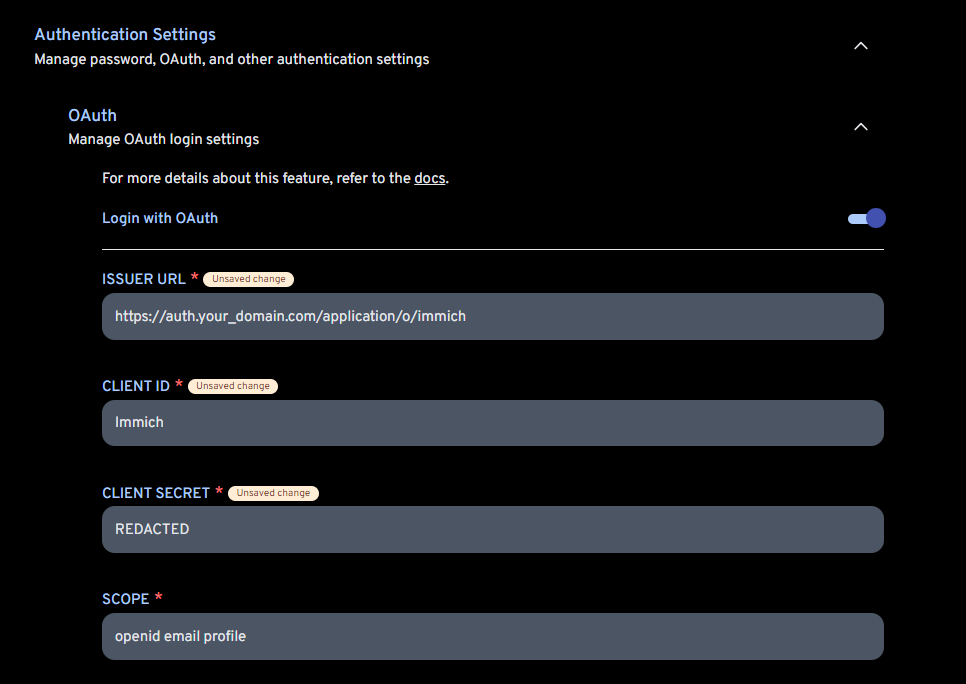 Authentication Settings
Manage password, OAuth, and other authentication settings
OAuth
Manage OAuth login settings
For more details about this feature, refer to the docs.
Login with OAuth
ISSUER URL * Unsaved change
https://auth.your_domain.com/application/o/immich
CLIENT ID * Unsaved change
Immich
CLIENT SECRET * Unsaved change
REDACTED
SCOPE *
openid email profile